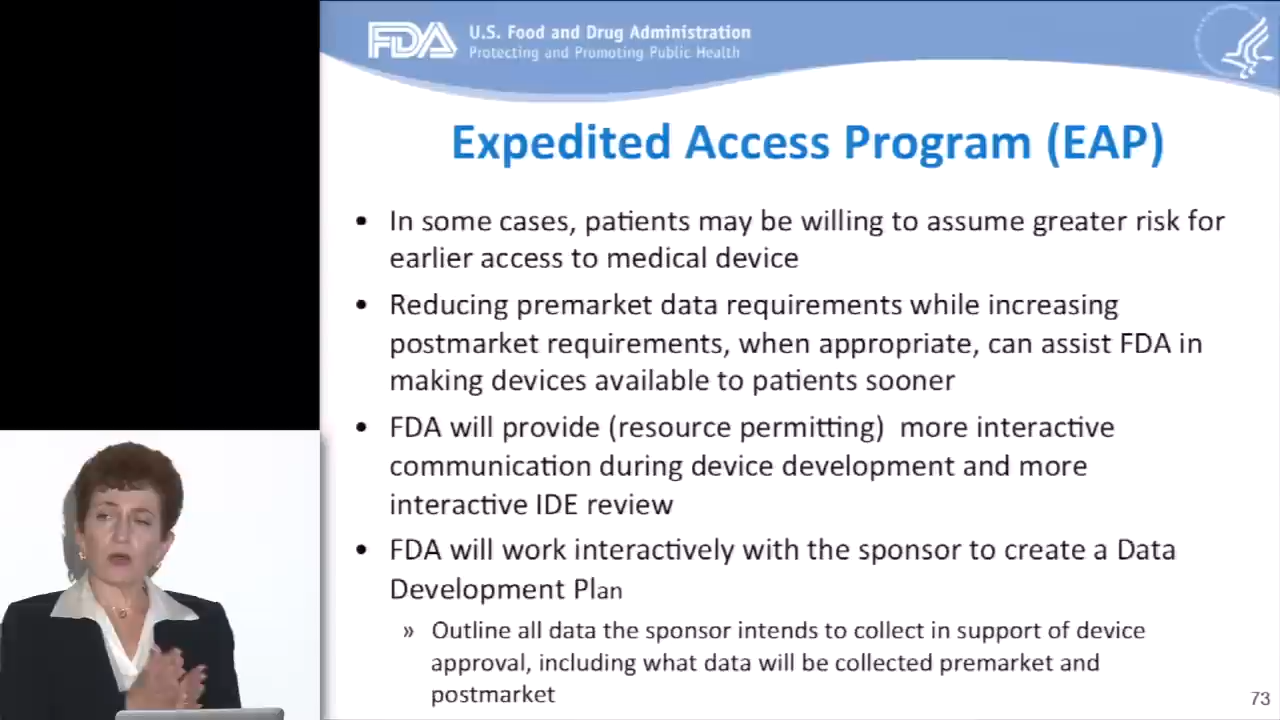 FDA U.S. Food and Drug Administration
Protecting and Promoting Public Health
Expedited Access Program (EAP)
• In some cases, patients may be willing to assume greater risk for
earlier access to medical device
• Reducing premarket data requirements while increasing
postmarket requirements, when appropriate, can assist FDA in
making devices available to patients sooner
• FDA will provide (resource permitting)  more interactive
communication during device development and more
interactive IDE review
• FDA will work interactively with the sponsor to create a Data
Development Plan
» Outline all data the sponsor intends to collect in support of device
approval, including what data will be collected premarket and
postmarket
73